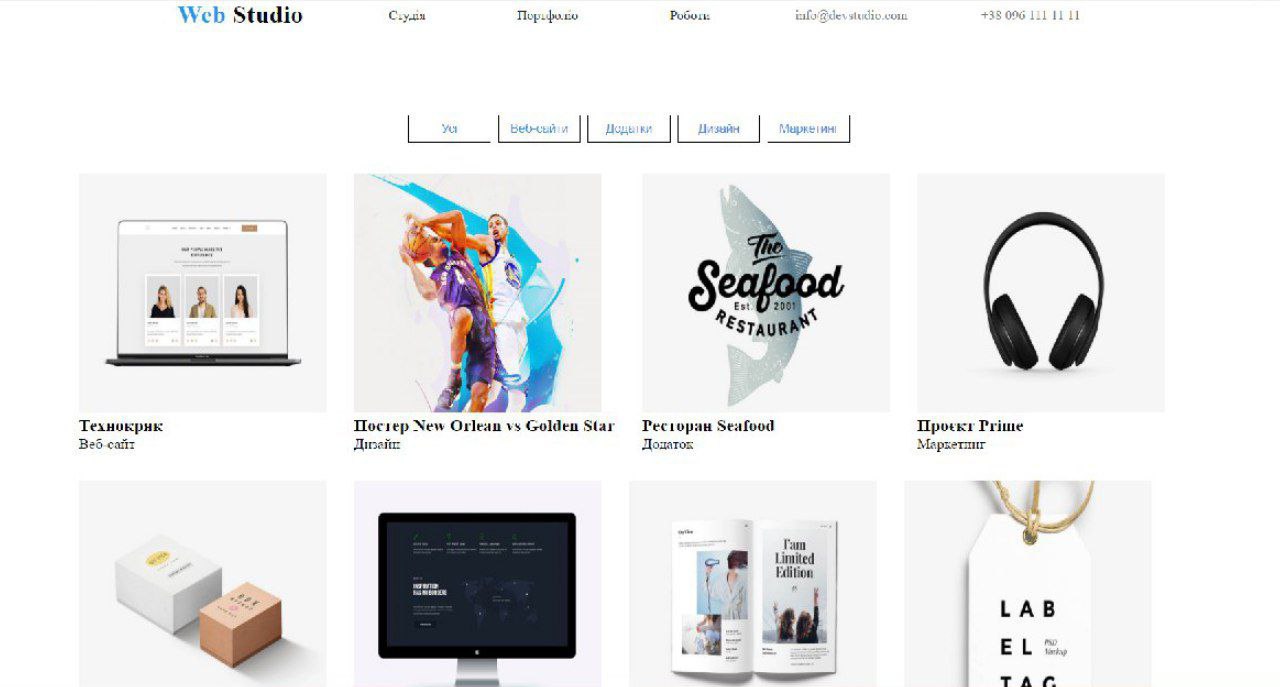 Web Studio
Студія
Портфоліо
Роботи
info@devstudio.com
+38 096 111 11 11
Усі
Веб-сайти
Додатки
Дизайн
Маркетинг
The
Seafood
Est. 2001
RESTAURANT
Технокряк
Веб-сайт
Постер New Orlean vs Golden Star
Дизайн
Ресторан Seafood
Додаток
Проєкт Prime
Маркетинг
I'am
Limited
Edition
LAB
EL
PSD
Mockup
TAG